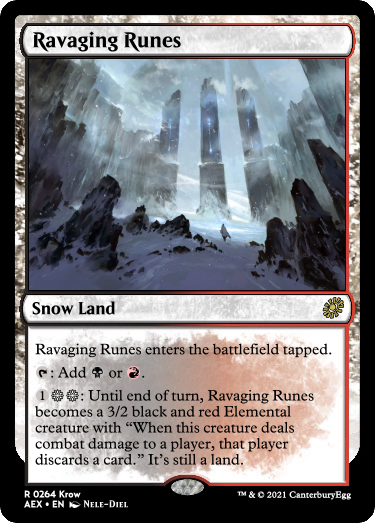 Ravaging Runes
Snow Land
Ravaging Runes enters the battlefield tapped.
: Add or .
1 : Until end of turn, Ravaging Runes
becomes a 3/2 black and red Elemental
creature with “When this creature deals
combat damage to a player, that player
discards a card.” It’s still a land.
R 0264 Krow
AEX • EN Nele-Diel
™ & © 2021 CanterburyEgg